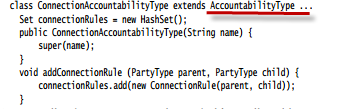 class ConnectionAccountabilityType extends AccountabilityType ...
Set connectionRules = new HashSet();
public ConnectionAccountabilityType(String name) {
super(name);
}
void addConnectionRule (PartyType parent, PartyType child) {
connectionRules.add(new ConnectionRule(parent, child));
}